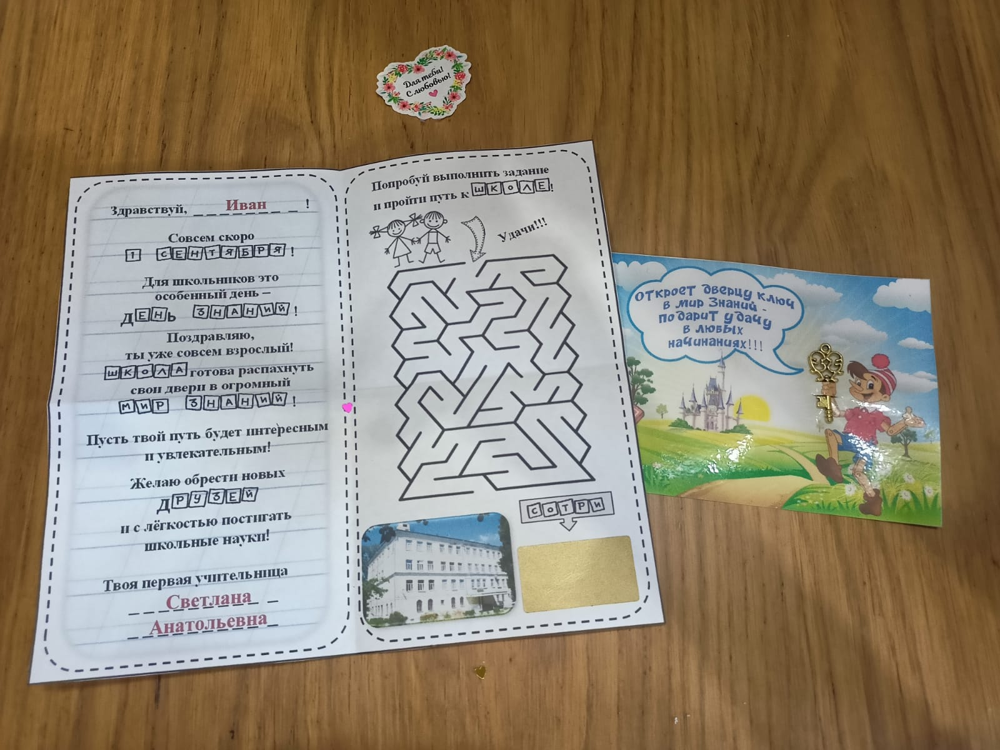 Для тебя!
С любовью!
Здравствуй, Иван !
Совсем скоро
1 СЕНТЯБРЯ!
Для школьников это
особенный день –
ДЕНЬ ЗНАНИЙ!
Поздравляю,
ты уже совсем взрослый!
ШКОЛА готова распахнуть
свои двери в огромный
МИР ЗНАНИЙ!
Пусть твой путь будет интересным
и увлекательным!
Желаю обрести новых
ДРУЗЕЙ
и с лёгкостью постигать
школьные науки!
Твоя первая учительница
Светлана
Анатольевна
Попробуй выполнить задание
и пройти путь к ШКОЛЕ!
Удачи!!!
СОТРИ
Откроет дверцу ключ
в мир Знаний -
подарит удачу
в любых
начинаниях!!!